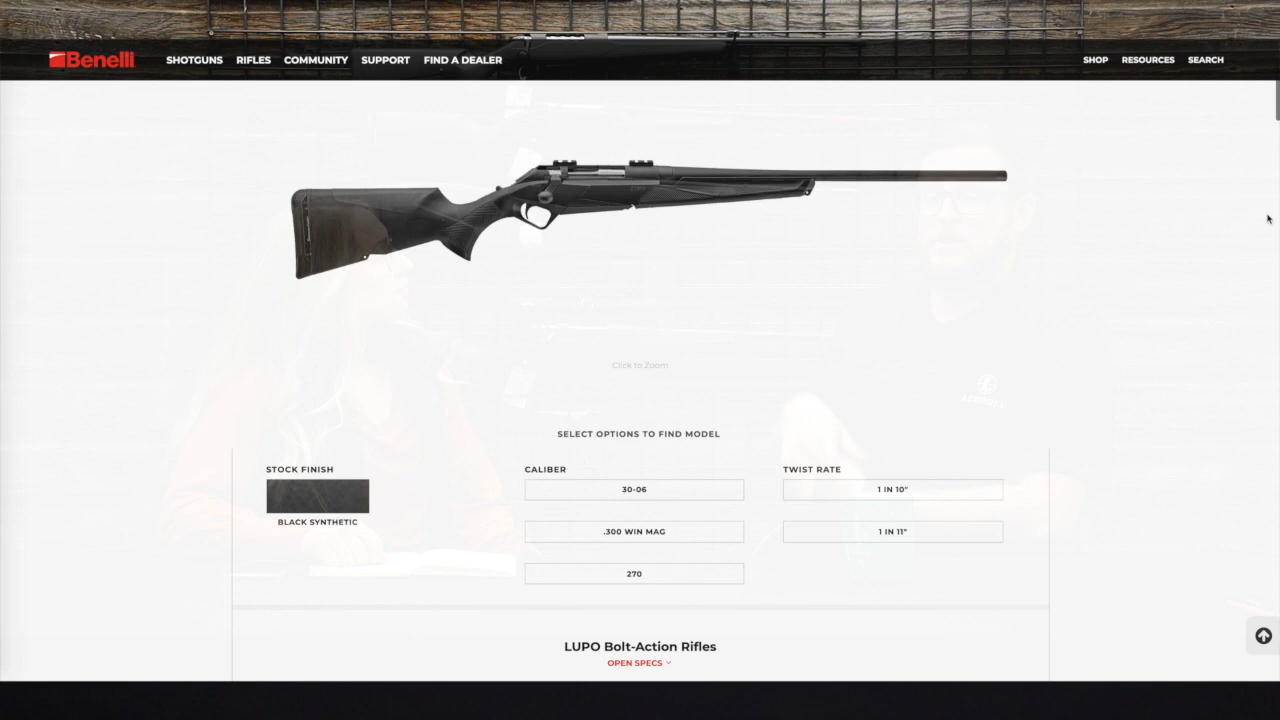 Benelli
SHOTGUNS RIFLES COMMUNITY SUPPORT FIND A DEALER
SHOP RESOURCES SEARCH
Click to Zoom
SELECT OPTIONS TO FIND MODEL
STOCK FINISH
BLACK SYNTHETIC
CALIBER
30-06
.300 WIN MAG
270
TWIST RATE
1 IN 10"
1 IN 11"
LUPO Bolt-Action Rifles
OPEN SPECS